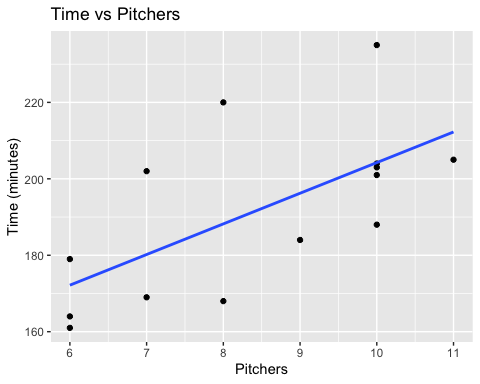 Time vs Pitchers
Time (minutes)
220
200
180
160
6 7 8 9 10 11
Pitchers